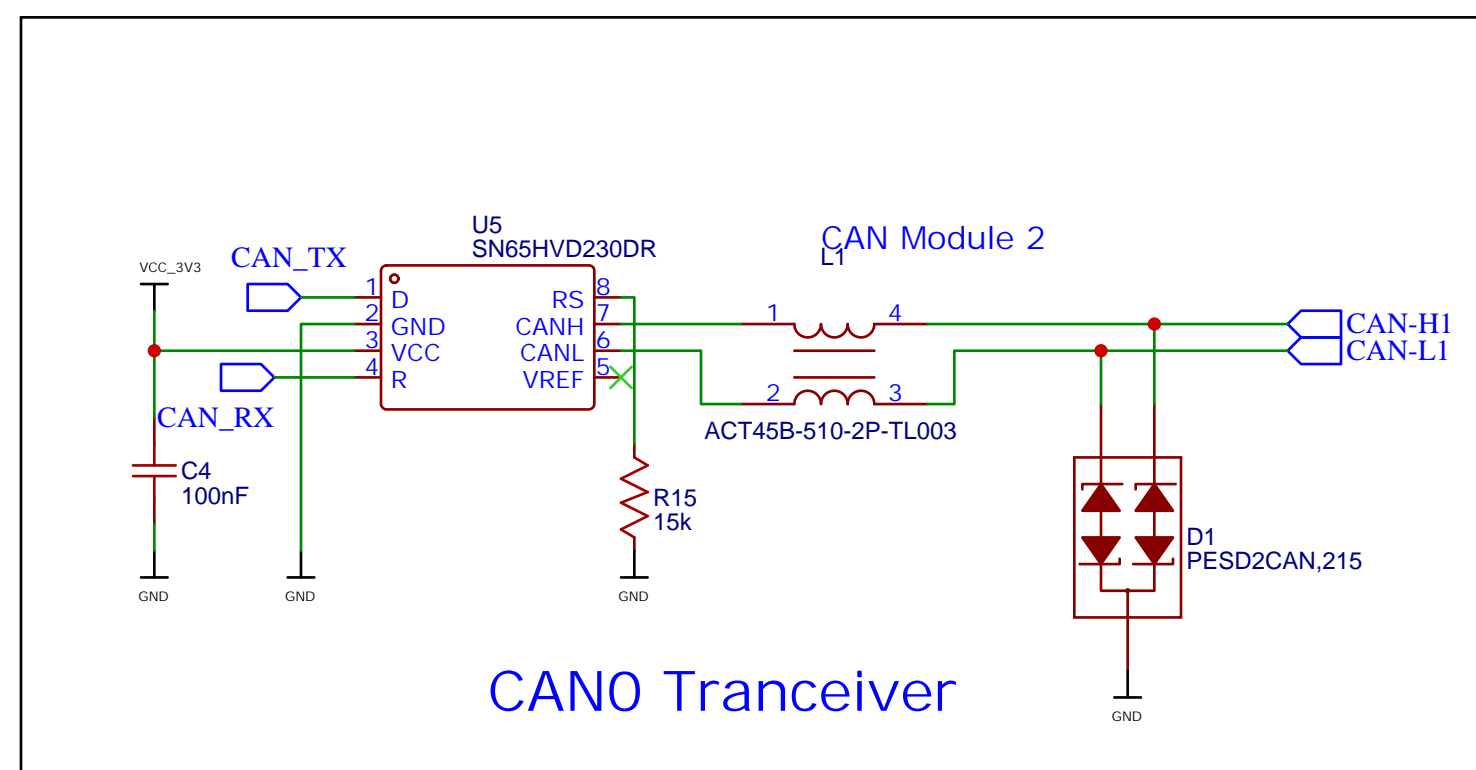 U5
SN65HVD230DR
CAN Module 2
L1
VCC_3V3
CAN_TX
1
D
RS
8
2
GND
CANH
7
1
4
CAN-H1
3
VCC
CANL
6
CAN-L1
4
R
VREF
5
2
3
CAN_RX
ACT45B-510-2P-TL003
C4
100nF
R15
15k
D1
PESD2CAN,215
GND
GND
GND
CAN0 Tranceiver
GND